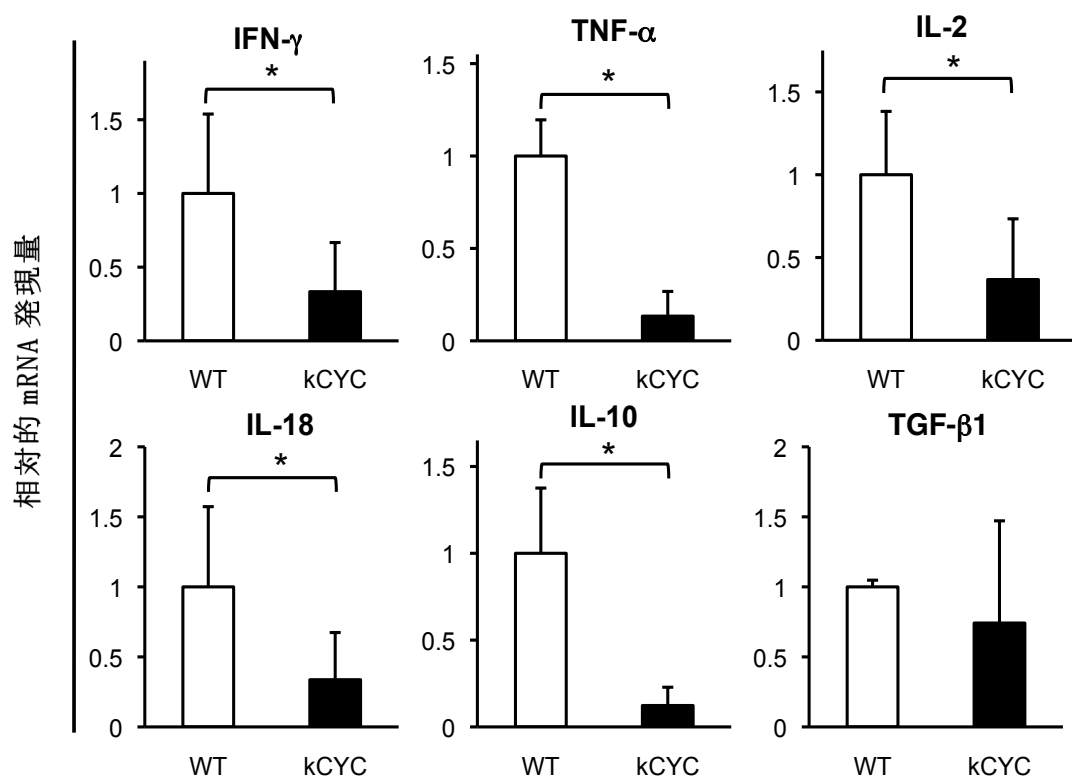 相対的 mRNA 発現量
IFN-γ
*
1.5
1
0.5
0
WT kCYC
TNF-α
*
1.5
1
0.5
0
WT kCYC
IL-2
*
1.5
1
0.5
0
WT kCYC
IL-18
*
2
1.5
1
0.5
0
WT kCYC
IL-10
*
1.5
1
0.5
0
WT kCYC
TGF-β1
2
1.5
1
0.5
0
WT kCYC